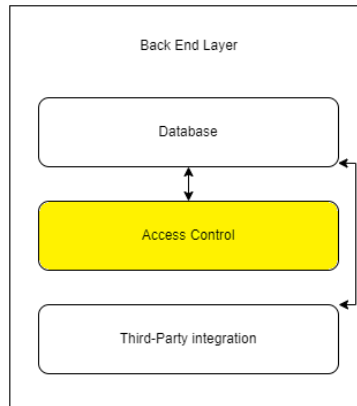 Back End Layer
Database
Access Control
Third-Party integration